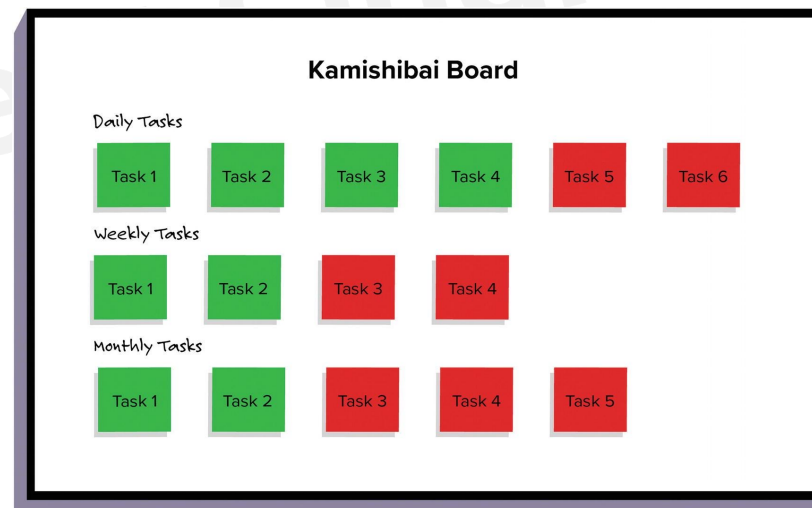 Kamishibai Board
Daily Tasks
Task 1 Task 2 Task 3 Task 4 Task 5 Task 6
Weekly Tasks
Task 1 Task 2 Task 3 Task 4
Monthly Tasks
Task 1 Task 2 Task 3 Task 4 Task 5